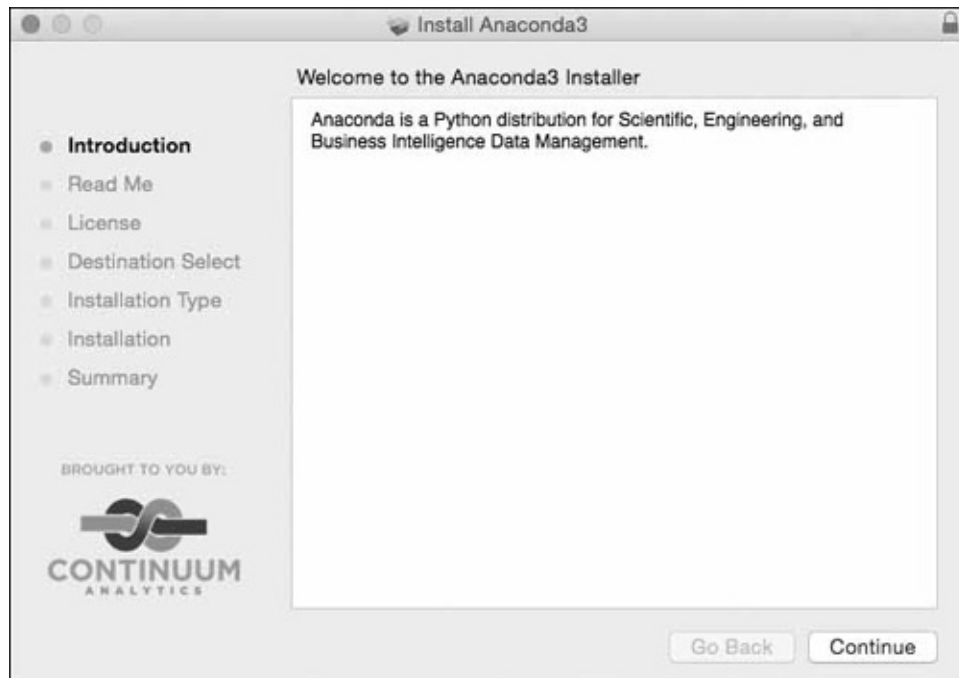 Install Anaconda3
Welcome to the Anaconda3 Installer
Anaconda is a Python distribution for Scientific, Engineering, and
Business Intelligence Data Management.
Introduction
Read Me
License
Destination Select
Installation Type
Installation
Summary
BROUGHT TO YOU BY:
CONTINUUM
ANALYTICS
Go Back
Continue